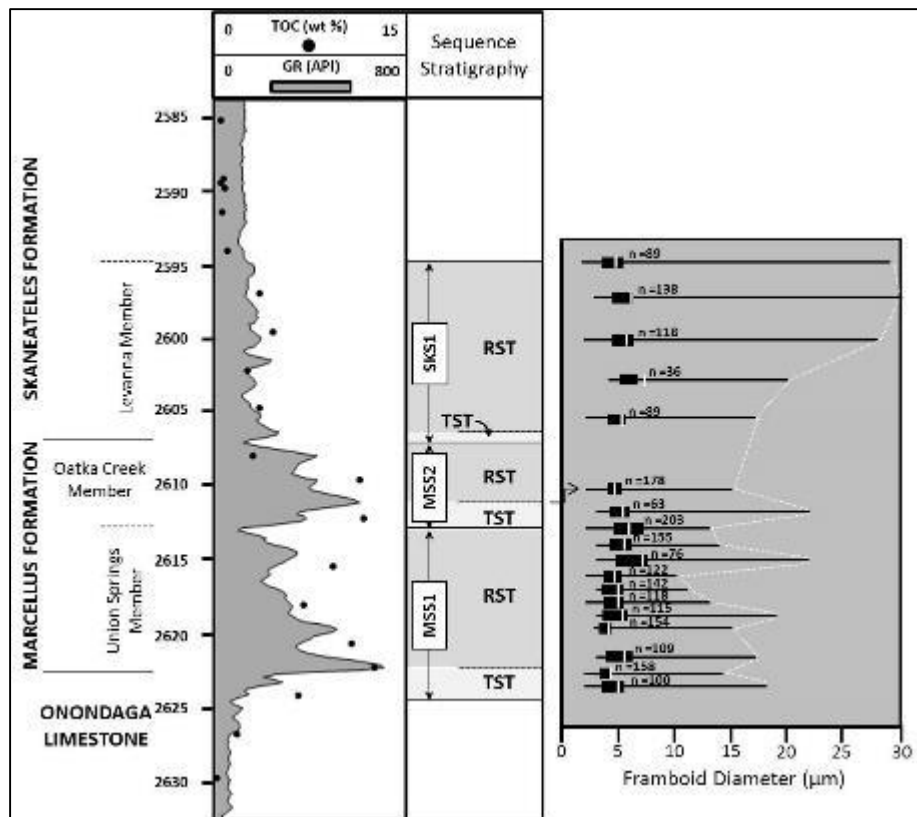 0 TOC (wt %) 15
0 GR (API) 800
Sequence
Stratigraphy
SKANEATELES FORMATION
MARCELLUS FORMATION
ONONDAGA
LIMESTONE
Levanna Member
Oatka Creek
Member
Union Springs
Member
2585
2590
2595
2600
2605
2610
2615
2620
2625
2630
SKS1
MSS2
MSS1
RST
TST
RST
TST
RST
TST
n =89
n =138
n =118
n =36
n =89
n =178
n =63
n =203
n =155
n =76
n =122
n =142
n =118
n =115
n =154
n =109
n =158
n =100
0 5 10 15 20 25 30
Framboid Diameter (µm)